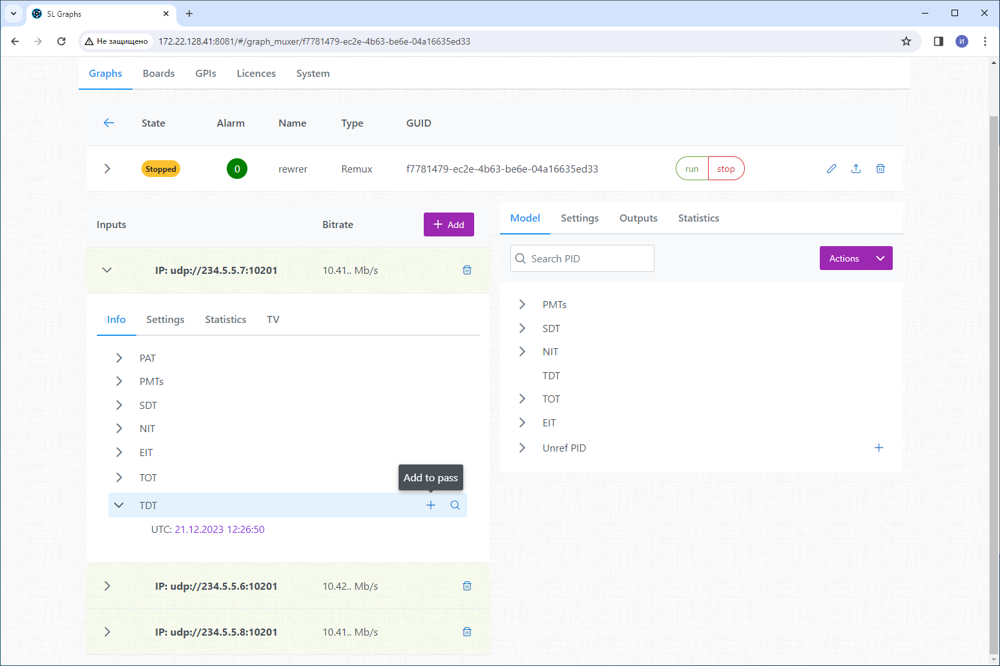 SL Graphs
Не защищено
172.22.128.41:8081/#/graph_muxer/f7781479-ec2e-4b63-be6e-04a16635ed33
И
Graphs Boards GPIs Licences System
State Alarm Name Type GUID
Stopped 0 rewrer Remux f7781479-ec2e-4b63-be6e-04a16635ed33 run stop
Inputs Bitrate + Add
IP: udp://234.5.5.7:10201 10.41.. Mb/s
Info Settings Statistics TV
PAT
PMTs
SDT
NIT
EIT
TOT
Add to pass
TDT
UTC: 21.12.2023 12:26:50
IP: udp://234.5.5.6:10201 10.42.. Mb/s
IP: udp://234.5.5.8:10201 10.41.. Mb/s
Model Settings Outputs Statistics
Search PID Actions
PMTs
SDT
NIT
TDT
TOT
EIT
Unref PID